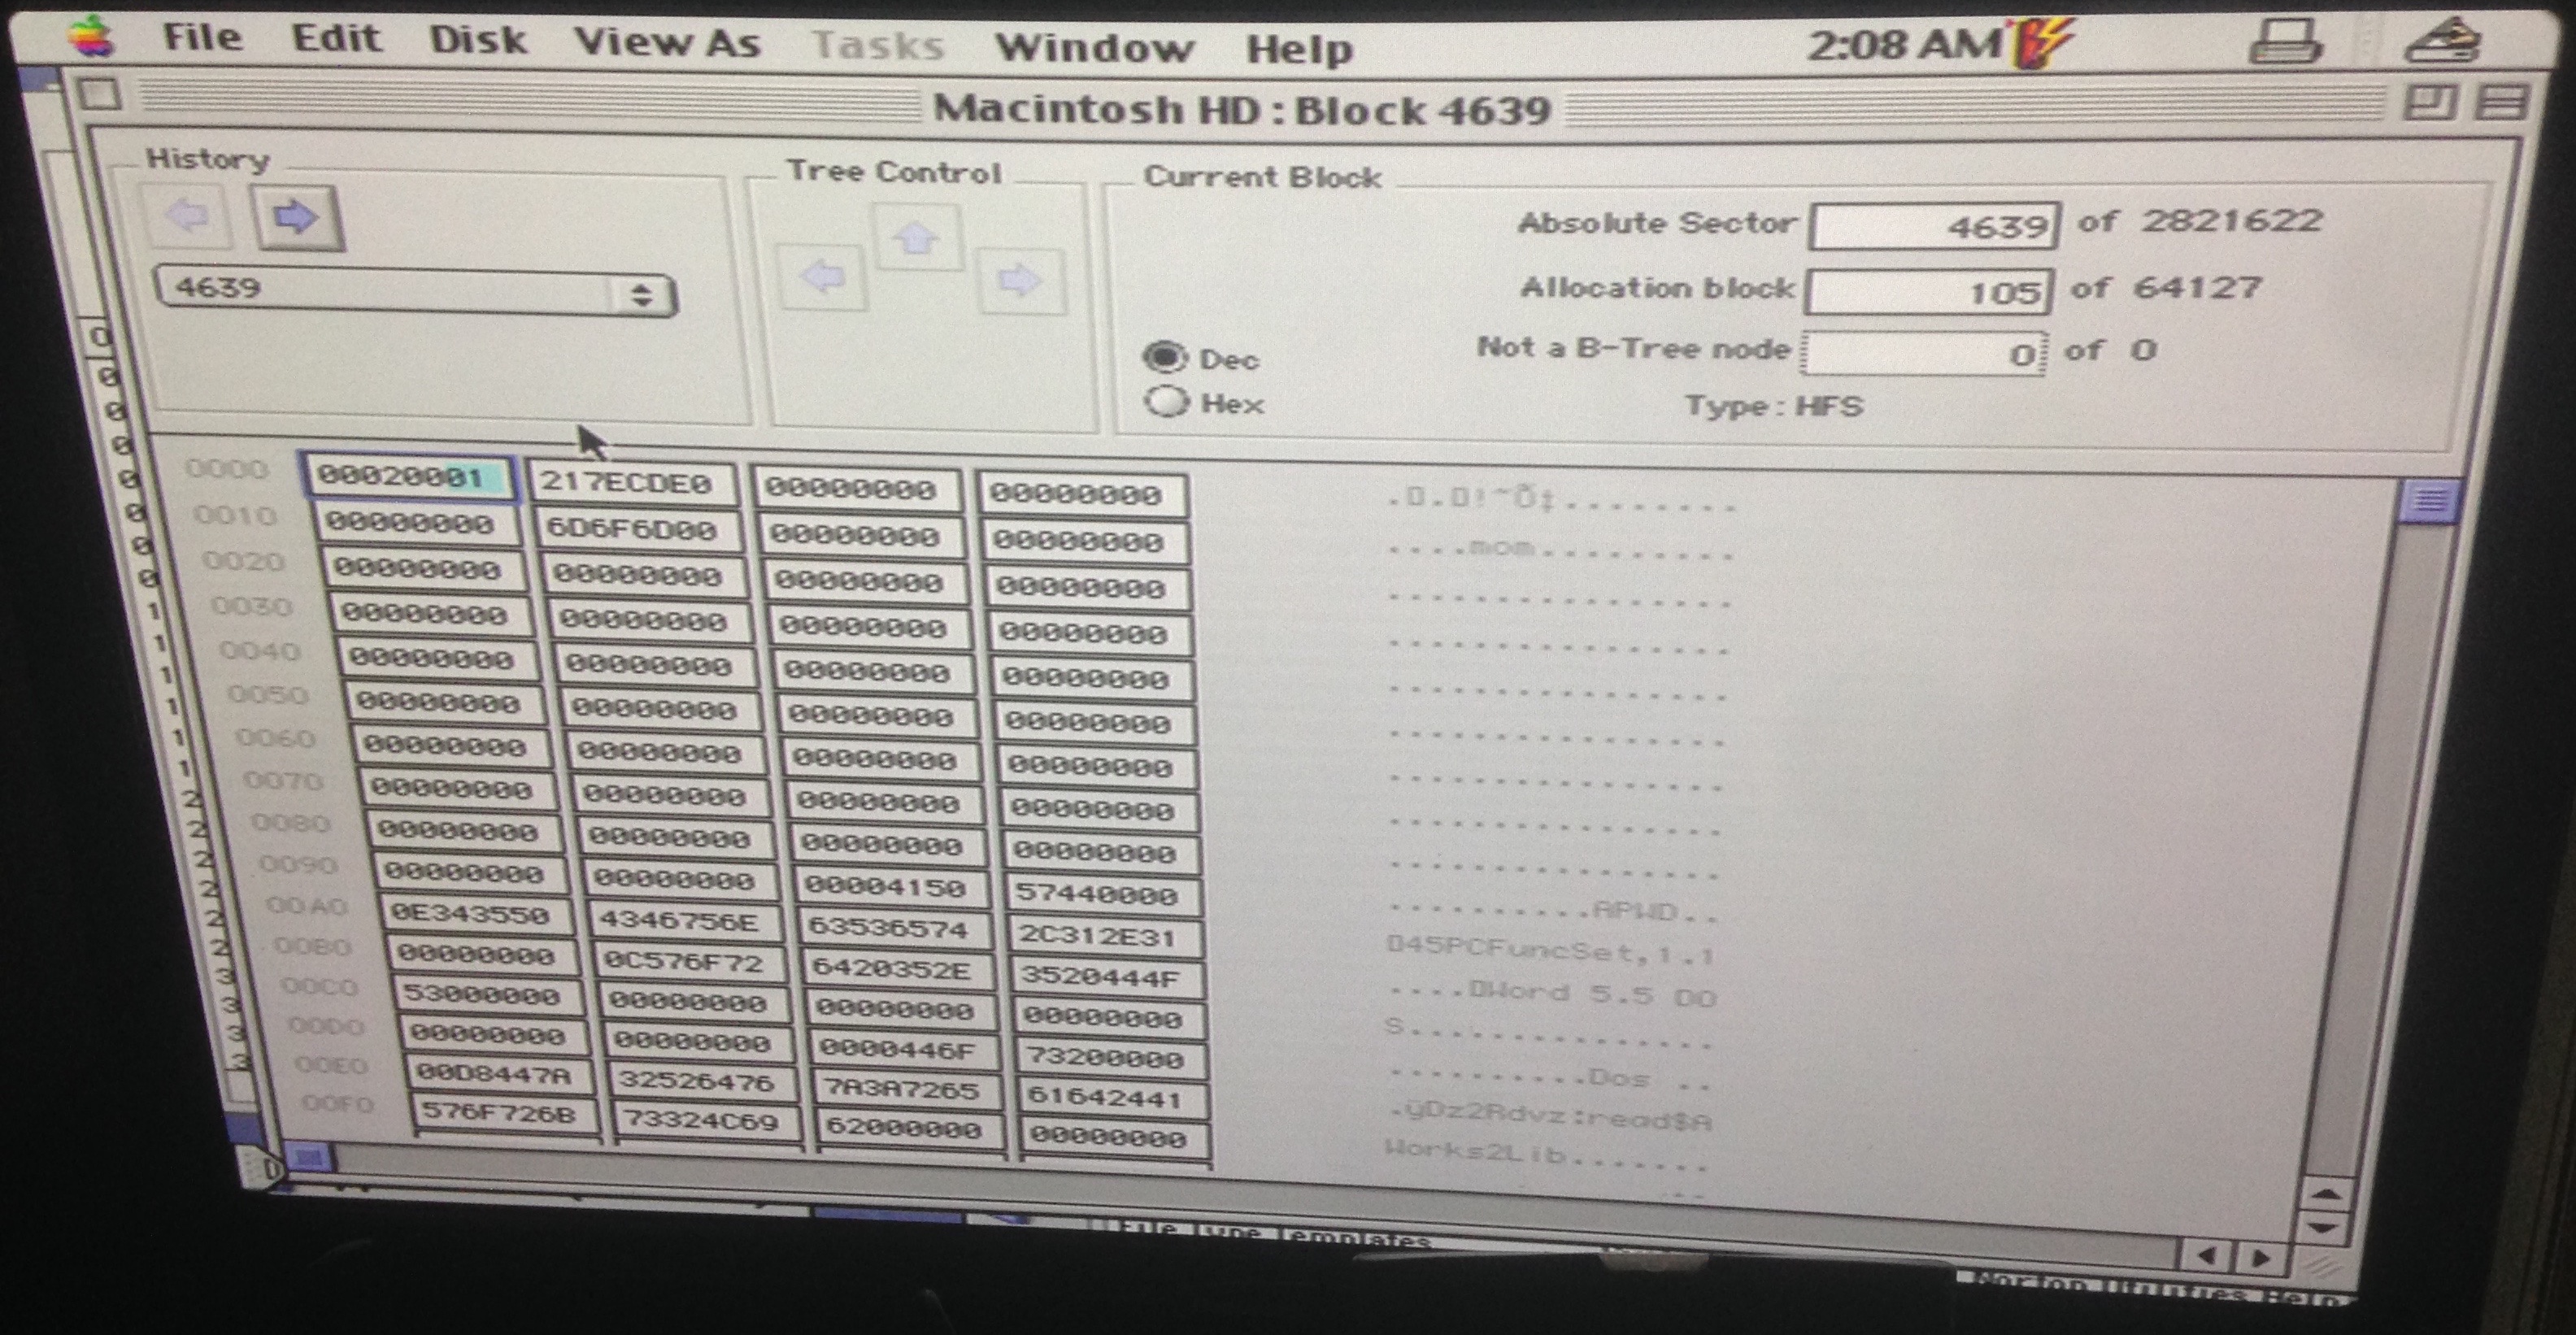 File Edit Disk View As Tasks Window Help 2:08 AM
Macintosh HD : Block 4639
History
4639
Tree Control
Current Block
Absolute Sector 4639 of 2821622
Allocation block 105 of 64127
Not a B-Tree node 0 of 0
Dec
Hex
Type: HFS
0000 00020001 217ECDE0 00000000 00000000
0010 00000000 6D6F6D00 00000000 00000000 ....mom.........
0020 00000000 00000000 00000000 00000000 ................
0030 00000000 00000000 00000000 00000000 ................
0040 00000000 00000000 00000000 00000000 ................
0050 00000000 00000000 00000000 00000000 ................
0060 00000000 00000000 00000000 00000000 ................
0070 00000000 00000000 00000000 00000000 ................
0080 00000000 00000000 00000000 00000000 ................
0090 00000000 00000000 00004150 57440000 ..........APWD..
00A0 0E343550 4346756E 63536574 2C312E31 45PCFuncSet,1.1
00B0 00000000 0C576F72 6420352E 3520444F ....Word 5.5 DO
00C0 53000000 00000000 00000000 00000000 S...............
00D0 00000000 00000000 0000446F 73200000 ..........Dos ..
00E0 00D8447A 32526476 7A3A7265 61642441 .ÿDz2Rdvz:read$A
00F0 576F726B 73324C69 62000000 00000000 Works2Lib.......
File Type Templates
Norton Utilities Help